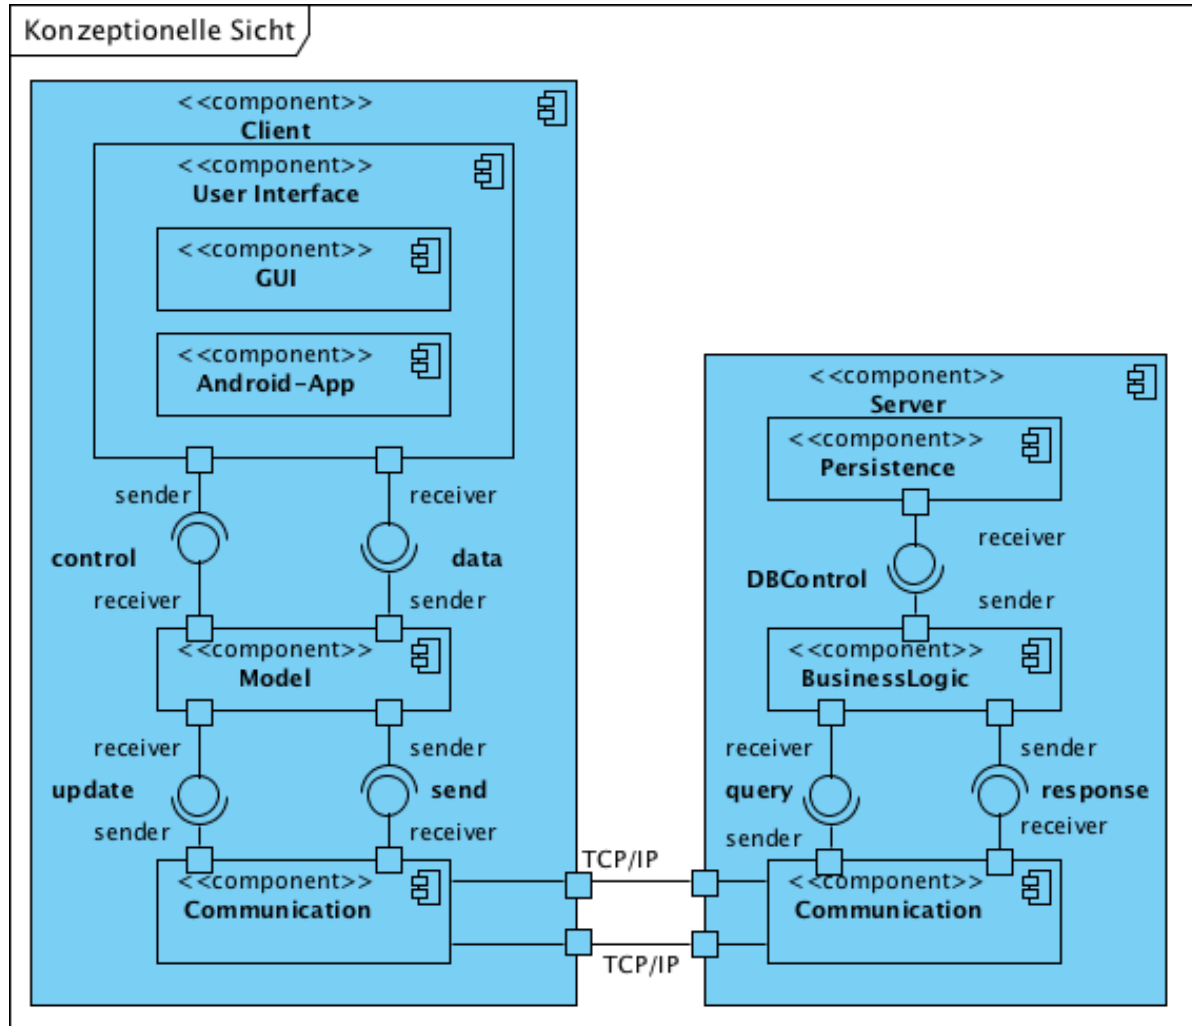 Konzeptionelle Sicht
<<component>>
Client
<<component>>
User Interface
<<component>>
GUI
<<component>>
Android-App
sender
receiver
control
data
receiver
sender
<<component>>
Model
receiver
sender
update
send
sender
receiver
<<component>>
Communication
TCP/IP
TCP/IP
<<component>>
Server
<<component>>
Persistence
receiver
DBControl
sender
<<component>>
BusinessLogic
receiver
sender
query
response
sender
receiver
<<component>>
Communication